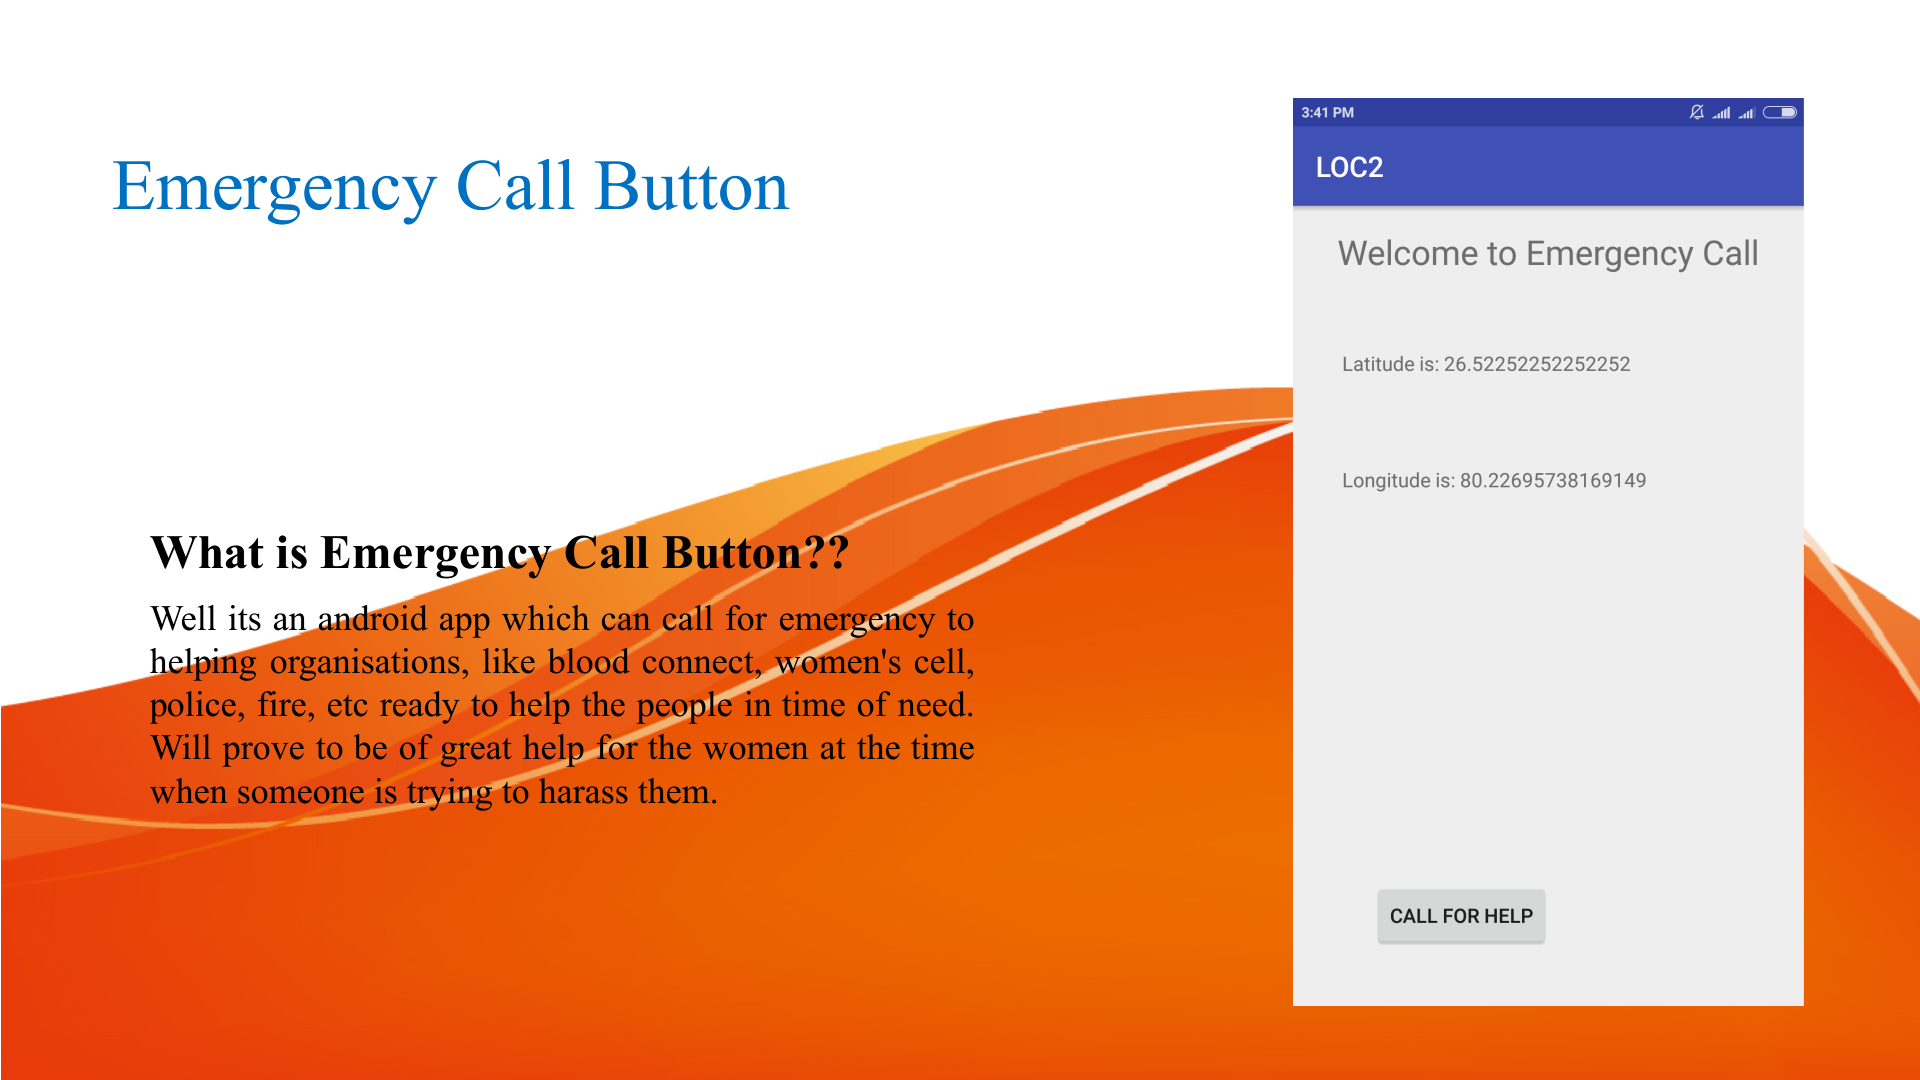 Emergency Call Button
What is Emergency Call Button??
Well its an android app which can call for emergency to
helping organisations, like blood connect, women's cell,
police, fire, etc ready to help the people in time of need.
Will prove to be of great help for the women at the time
when someone is trying to harass them.
3:41 PM
LOC2
Welcome to Emergency Call
Latitude is: 26.52252252252252
Longitude is: 80.22695738169149
CALL FOR HELP